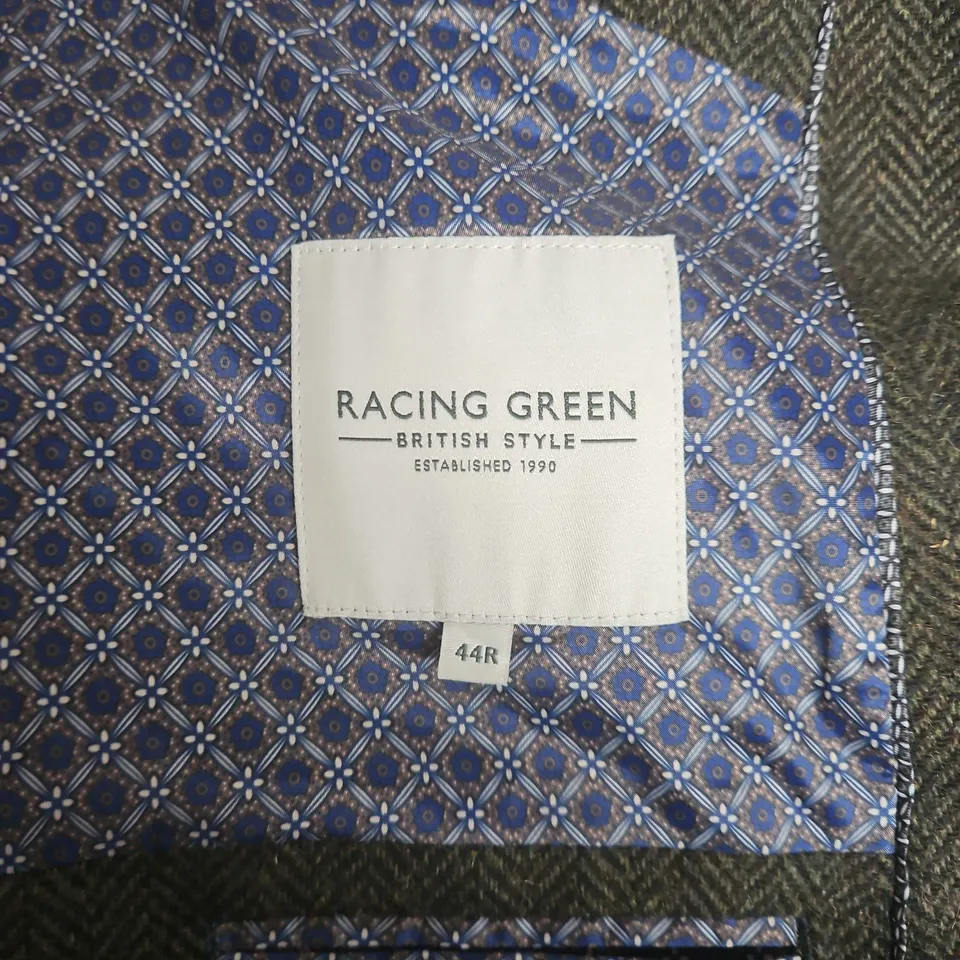 RACING GREEN
BRITISH STYLE
ESTABLISHED 1990
44R